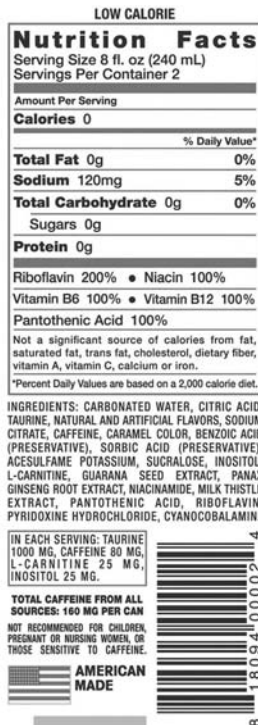 LOW CALORIE
Nutrition Facts
Serving Size 8 fl. oz (240 mL)
Servings Per Container 2
Amount Per Serving
Calories 0
% Daily Value*
Total Fat 0g 0%
Sodium 120mg 5%
Total Carbohydrate 0g 0%
Sugars 0g
Protein 0g
Riboflavin 200% • Niacin 100%
Vitamin B6 100% • Vitamin B12 100%
Pantothenic Acid 100%
Not a significant source of calories from fat,
saturated fat, trans fat, cholesterol, dietary fiber,
vitamin A, vitamin C, calcium or iron.
*Percent Daily Values are based on a 2,000 calorie diet.
INGREDIENTS: CARBONATED WATER, CITRIC ACID,
TAURINE, NATURAL AND ARTIFICIAL FLAVORS, SODIUM
CITRATE, CAFFEINE, CARAMEL COLOR, BENZOIC ACID
(PRESERVATIVE), SORBIC ACID (PRESERVATIVE)
ACESULFAME POTASSIUM, SUCRALOSE, INOSITOL
L-CARNITINE, GUARANA SEED EXTRACT, PANAX
GINSENG ROOT EXTRACT, NIACINAMIDE, MILK THISTLE
EXTRACT, PANTOTHENIC ACID, RIBOFLAVIN
PYRIDOXINE HYDROCHLORIDE, CYANOCOBALAMIN
IN EACH SERVING: TAURINE
1000 MG, CAFFEINE 80 MG,
L-CARNITINE 25 MG,
INOSITOL 25 MG.
TOTAL CAFFEINE FROM ALL
SOURCES: 160 MG PER CAN
NOT RECOMMENDED FOR CHILDREN,
PREGNANT OR NURSING WOMEN, OR
THOSE SENSITIVE TO CAFFEINE.
AMERICAN
MADE
8 18094 00002 4